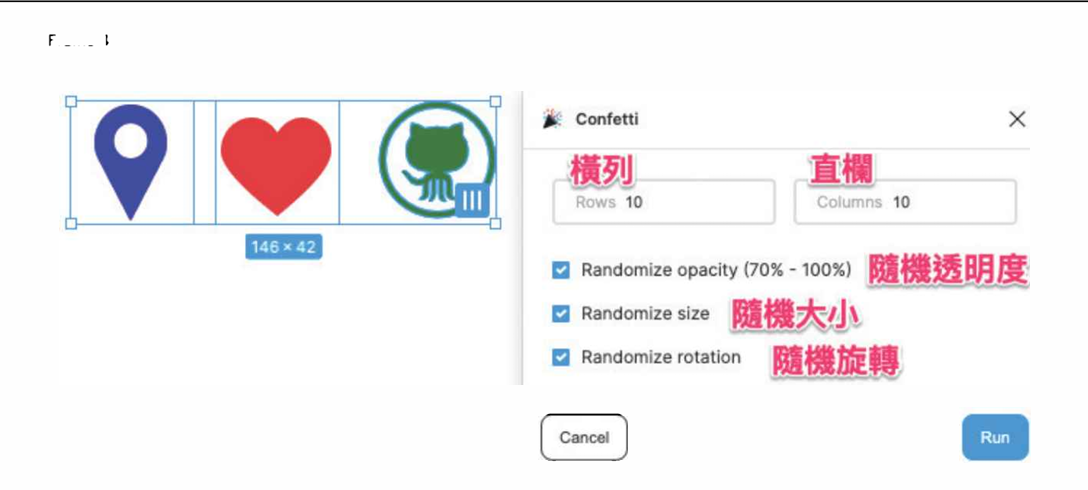 Confetti
橫列
直欄
Rows 10
Columns 10
146 × 42
Randomize opacity (70% - 100%) 隨機透明度
Randomize size 隨機大小
Randomize rotation 隨機旋轉
Cancel
Run